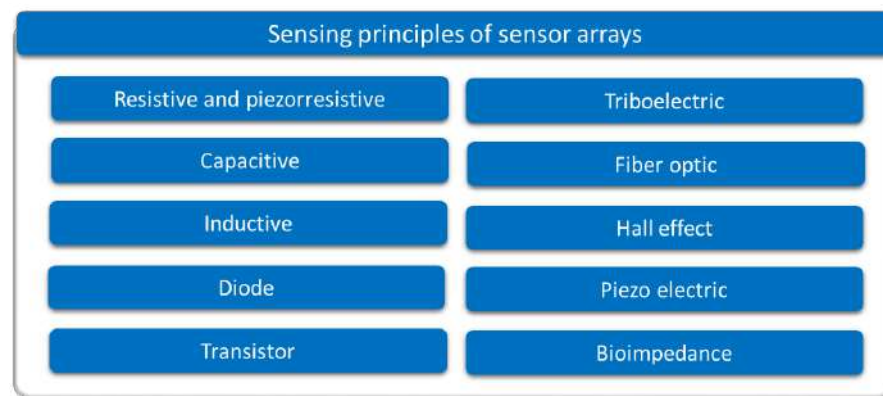 Sensing principles of sensor arrays
Resistive and piezorresistive
Capacitive
Inductive
Diode
Transistor
Triboelectric
Fiber optic
Hall effect
Piezo electric
Bioimpedance